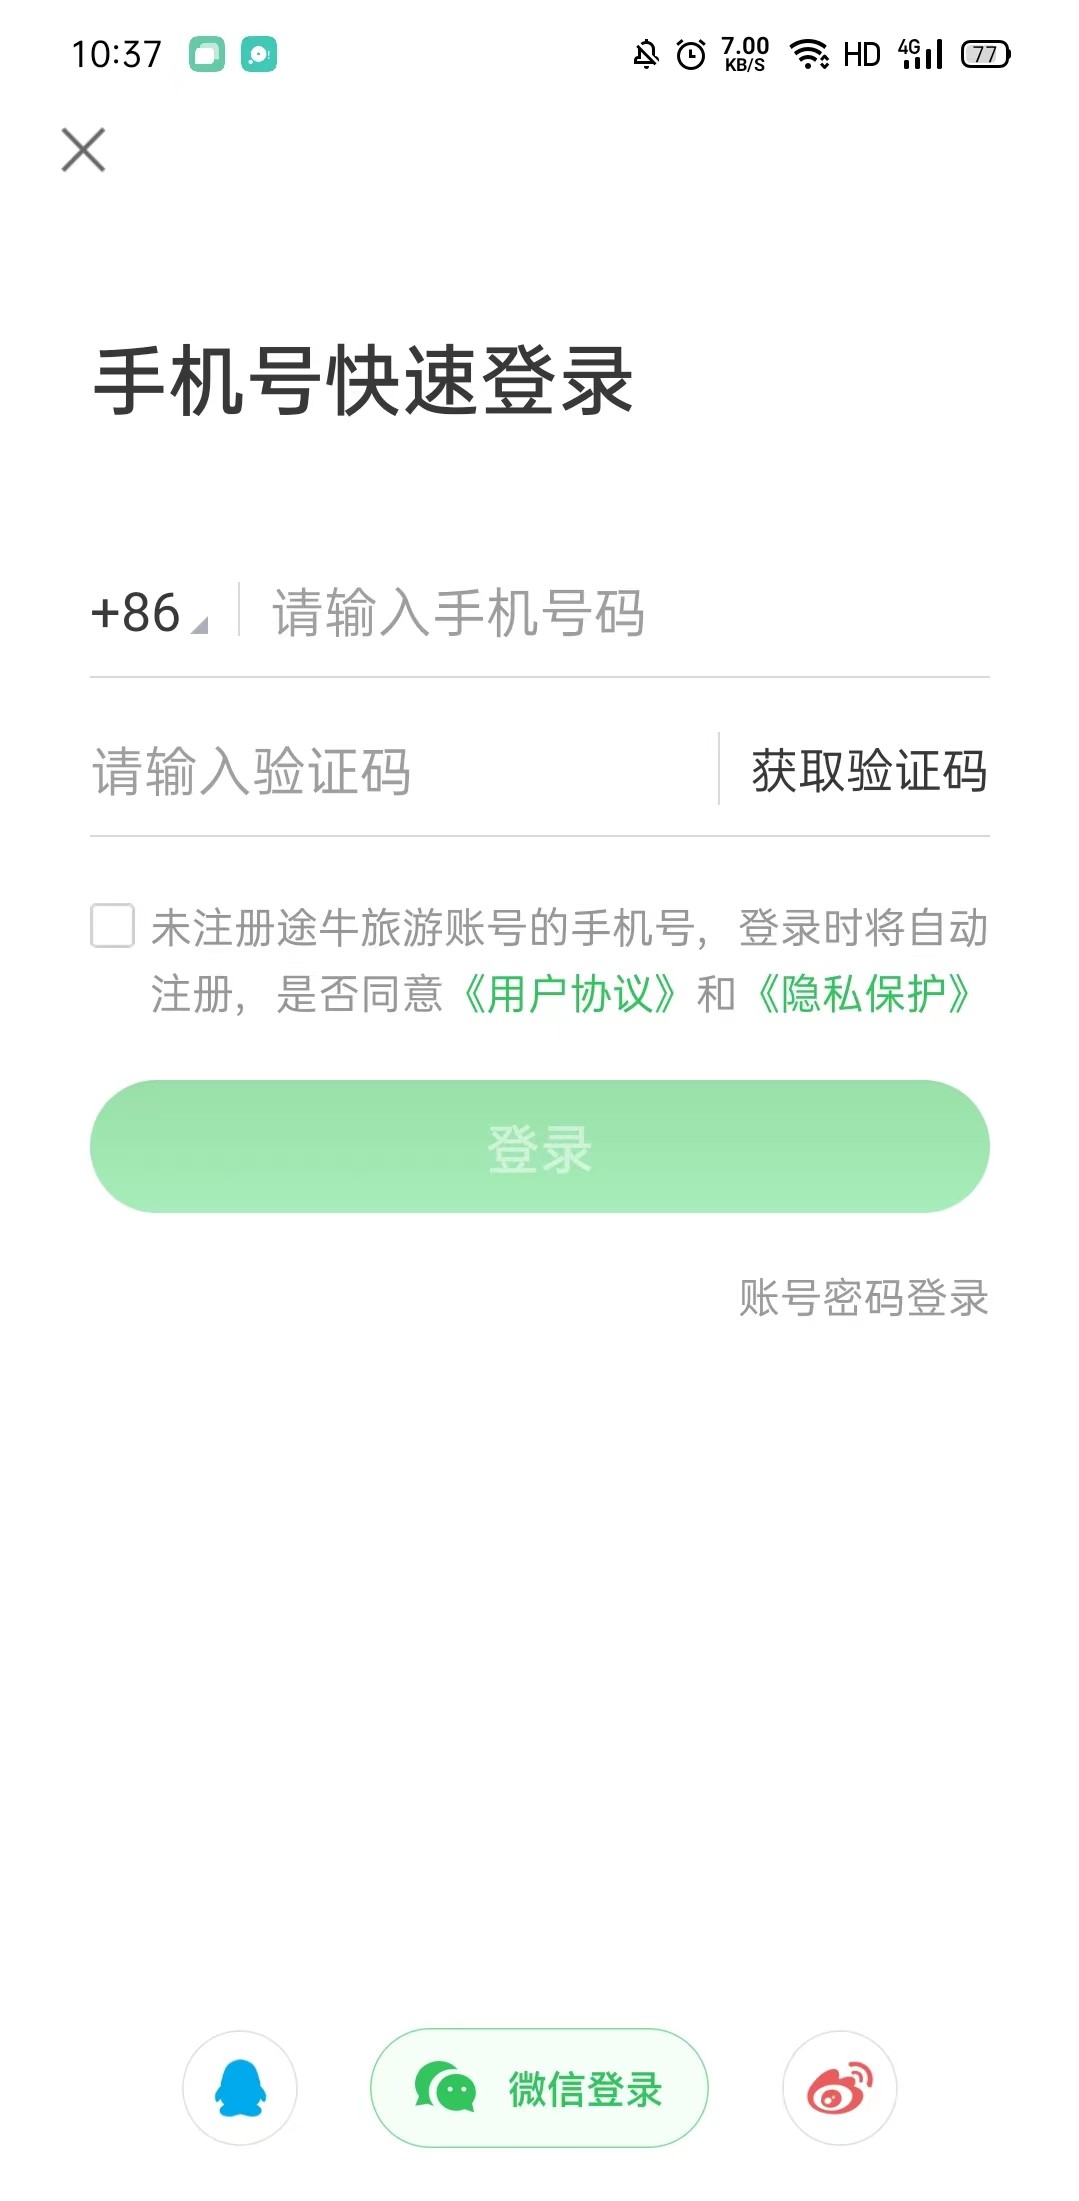 10:37
7.00
KB/S
HD
4G
77
手机号快速登录
+86
请输入手机号码
请输入验证码
获取验证码
未注册途牛旅游账号的手机号，登录时将自动
注册，是否同意《用户协议》和《隐私保护》
登录
账号密码登录
微信登录